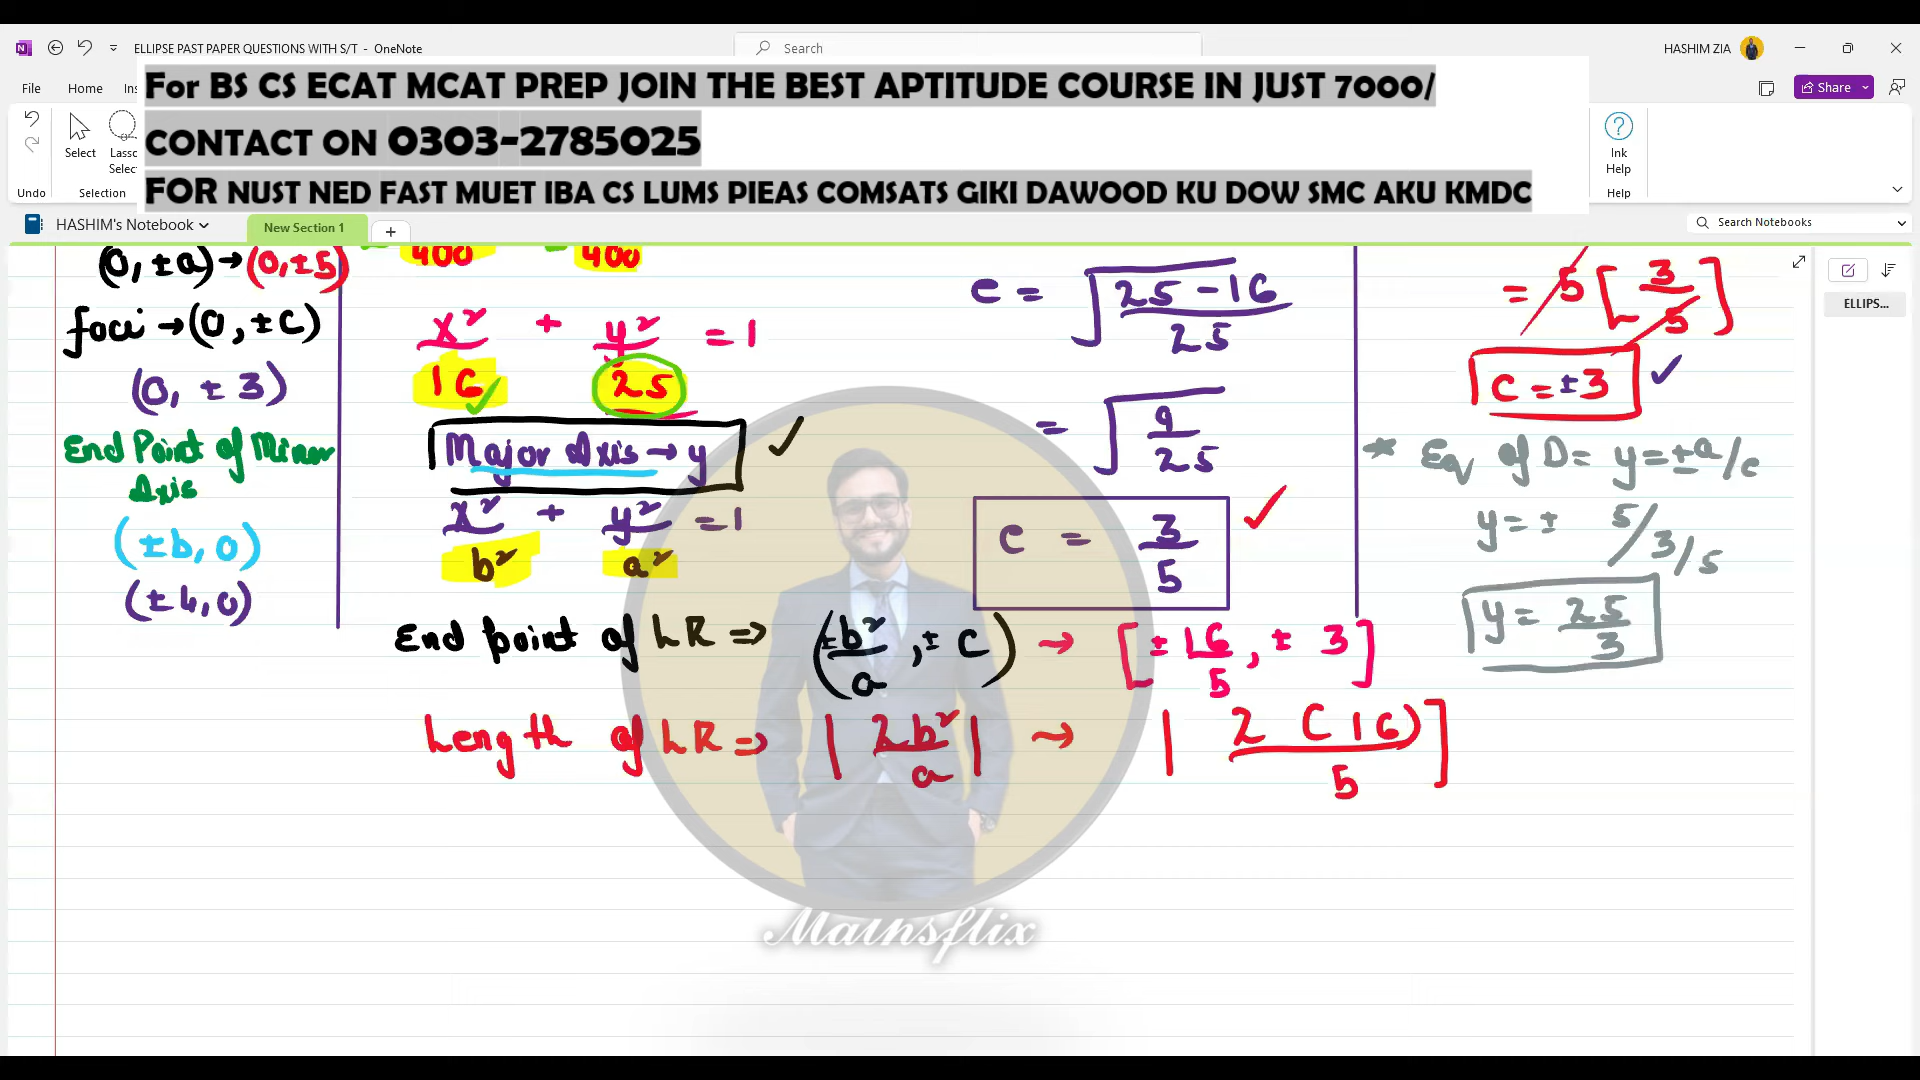 ELLIPSE PAST PAPER QUESTIONS WITH S/T - OneNote
Search
HASHIM ZIA
File
Home
Ins
Share
For BS CS ECAT MCAT PREP JOIN THE BEST APTITUDE COURSE IN JUST 7000/
CONTACT ON 0303-2785025
FOR NUST NED FAST MUET IBA CS LUMS PIEAS COMSATS GIKI DAWOOD KU DOW SMC AKU KMDC
Select
Lasso
Select
Undo
Selection
Ink
Help
Help
HASHIM's Notebook
New Section 1
+
Search Notebooks
ELLIPS...
(0, ±a) → (0, ±5)
foci → (0, ±c)
(0, ± 3)
End Point of Minor
Axis
(±b, 0)
(±4, 0)
400 400
x²/16 + y²/25 = 1
Major Axis → y
x²/b² + y²/a² = 1
e = √(25 - 16)/25
= √9/25
e = 3/5
= 5 [3/5]
c = ±3
* Eq of D = y = ±a/e
y = ± 5/3/5
y = 25/3
End point of LR ⇒ (±b²/a, ± c) → [± 16/5, ± 3]
Length of LR ⇒ | 2b²/a | → | 2 (16)/5 ]
Mathsflix